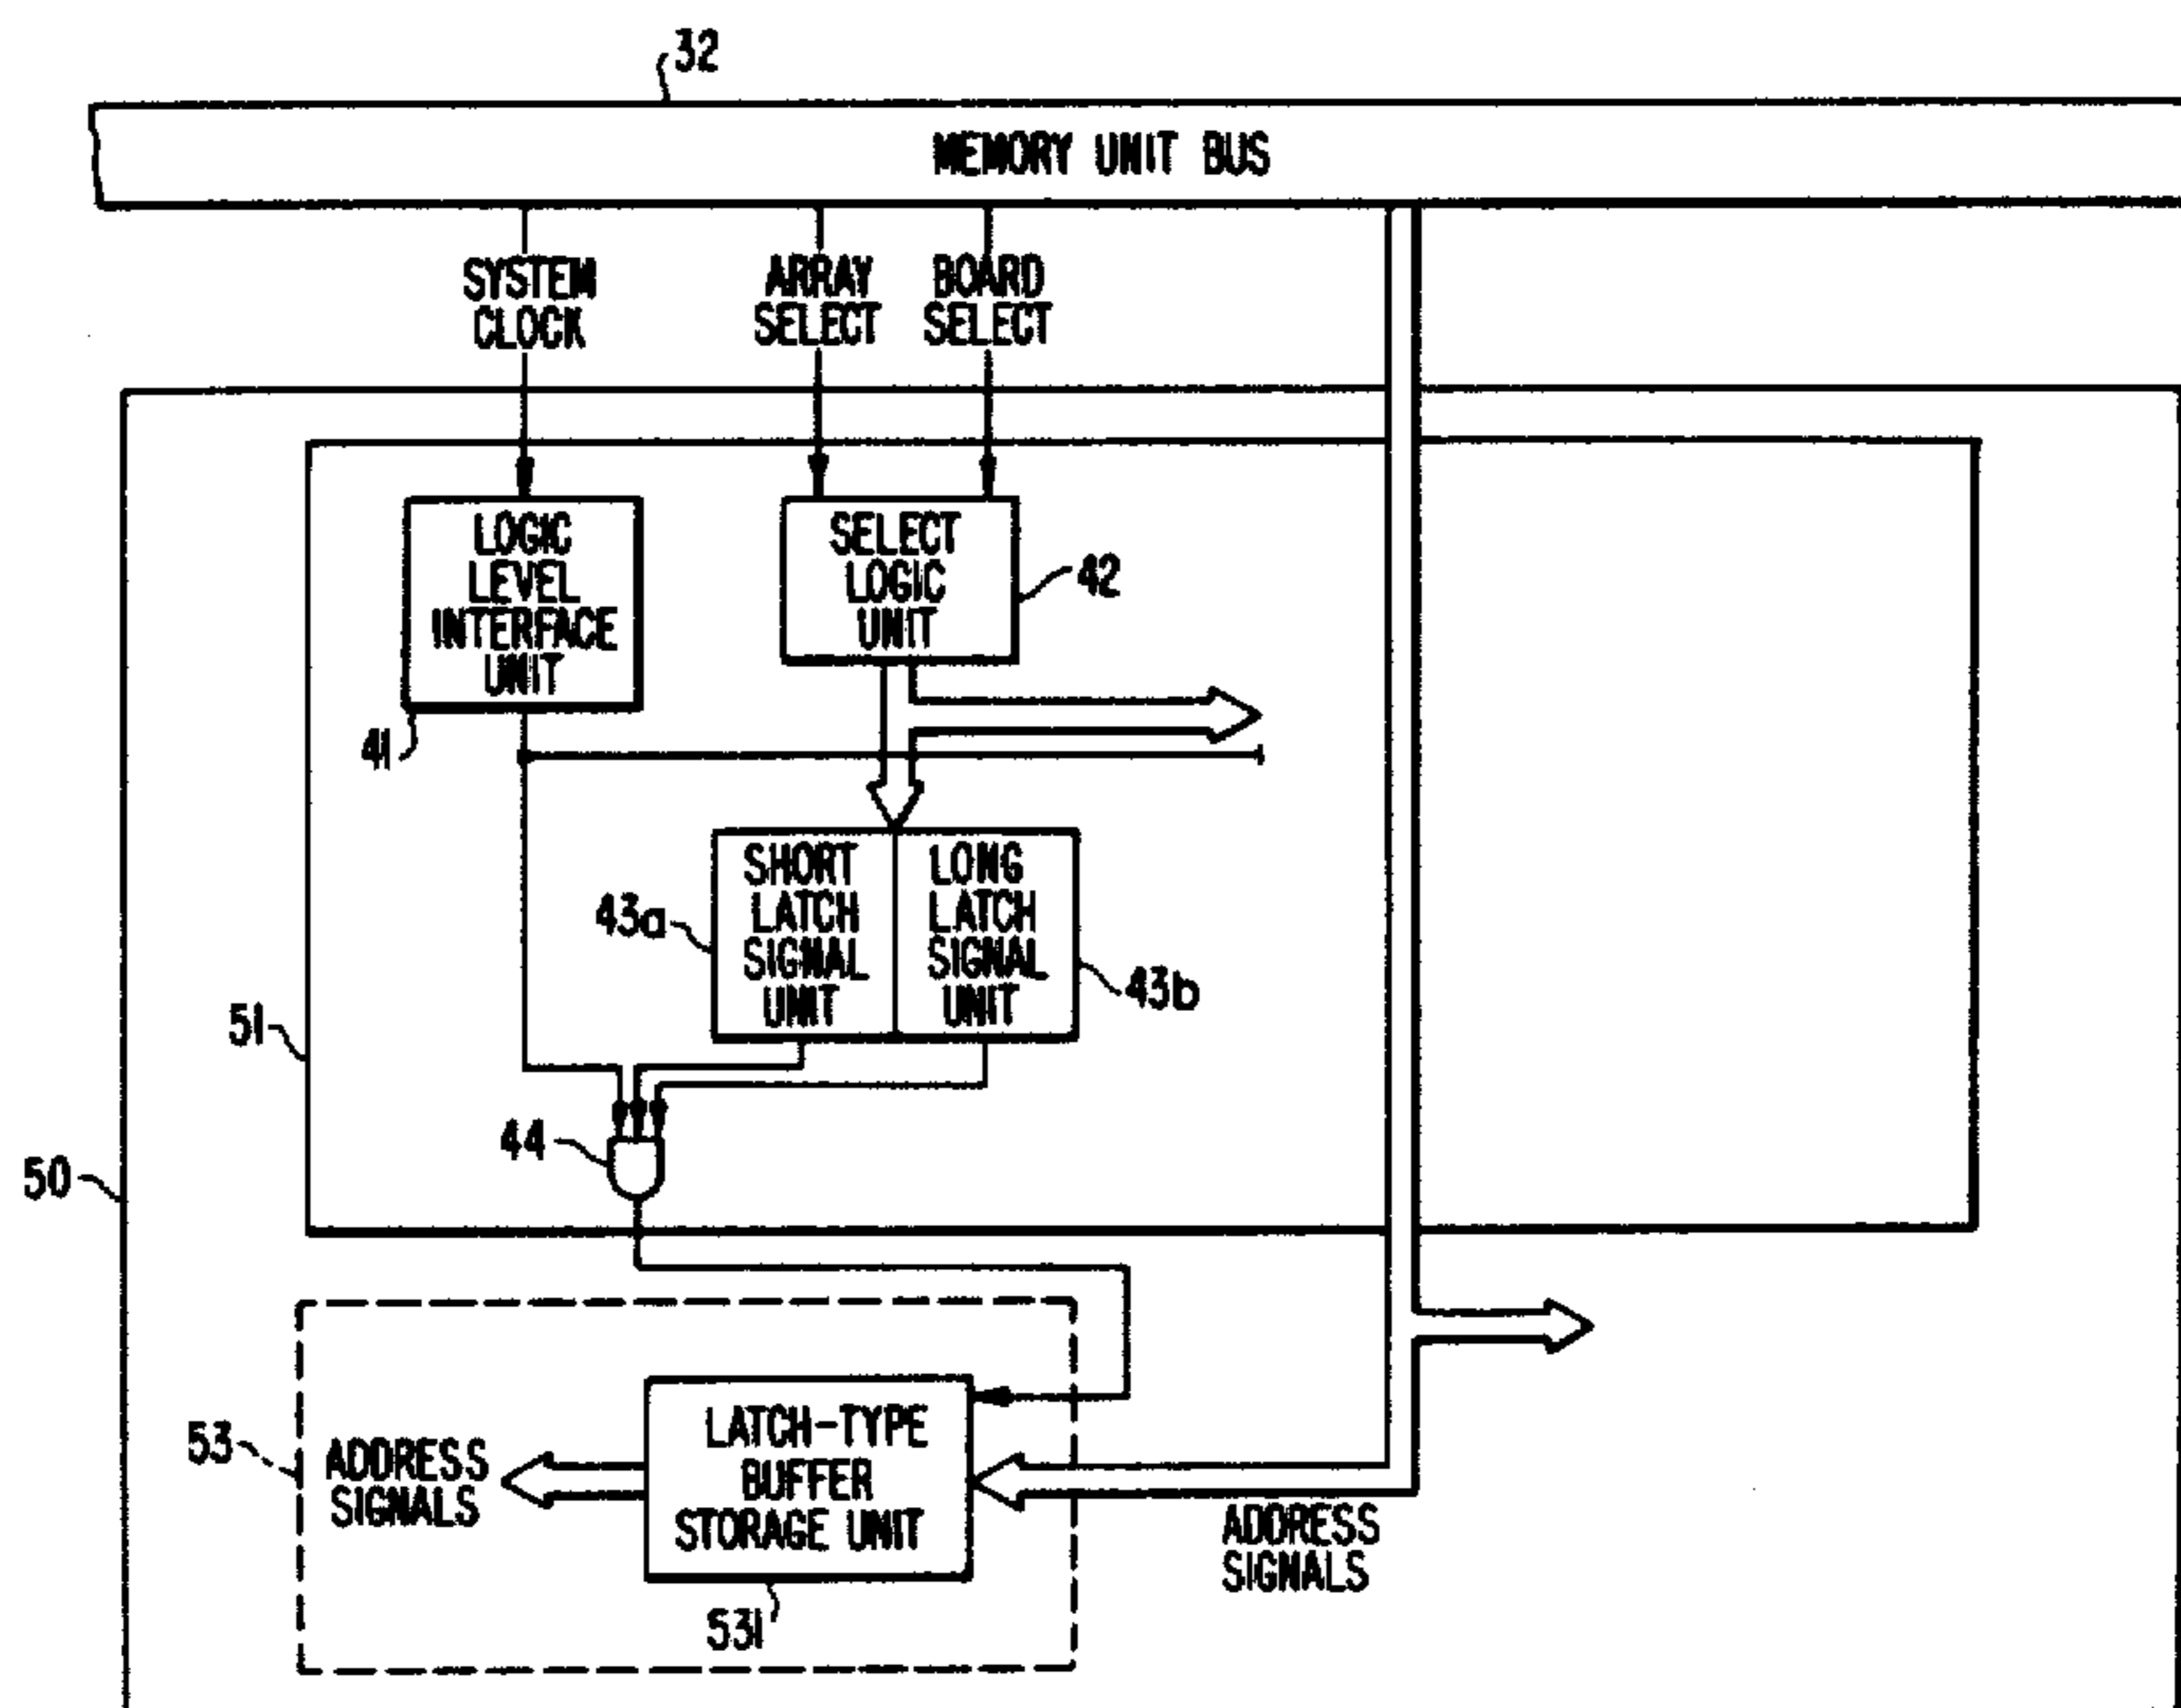 32
MEMORY UNIT BUS
SYSTEM
CLOCK
ARRAY
SELECT
BOARD
SELECT
LOGIC
LEVEL
INTERFACE
UNIT
41
SELECT
LOGIC
UNIT
42
SHORT
LATCH
SIGNAL
UNIT
43a
LONG
LATCH
SIGNAL
UNIT
43b
51
44
50
53
ADDRESS
SIGNALS
LATCH-TYPE
BUFFER
STORAGE UNIT
531
ADDRESS
SIGNALS